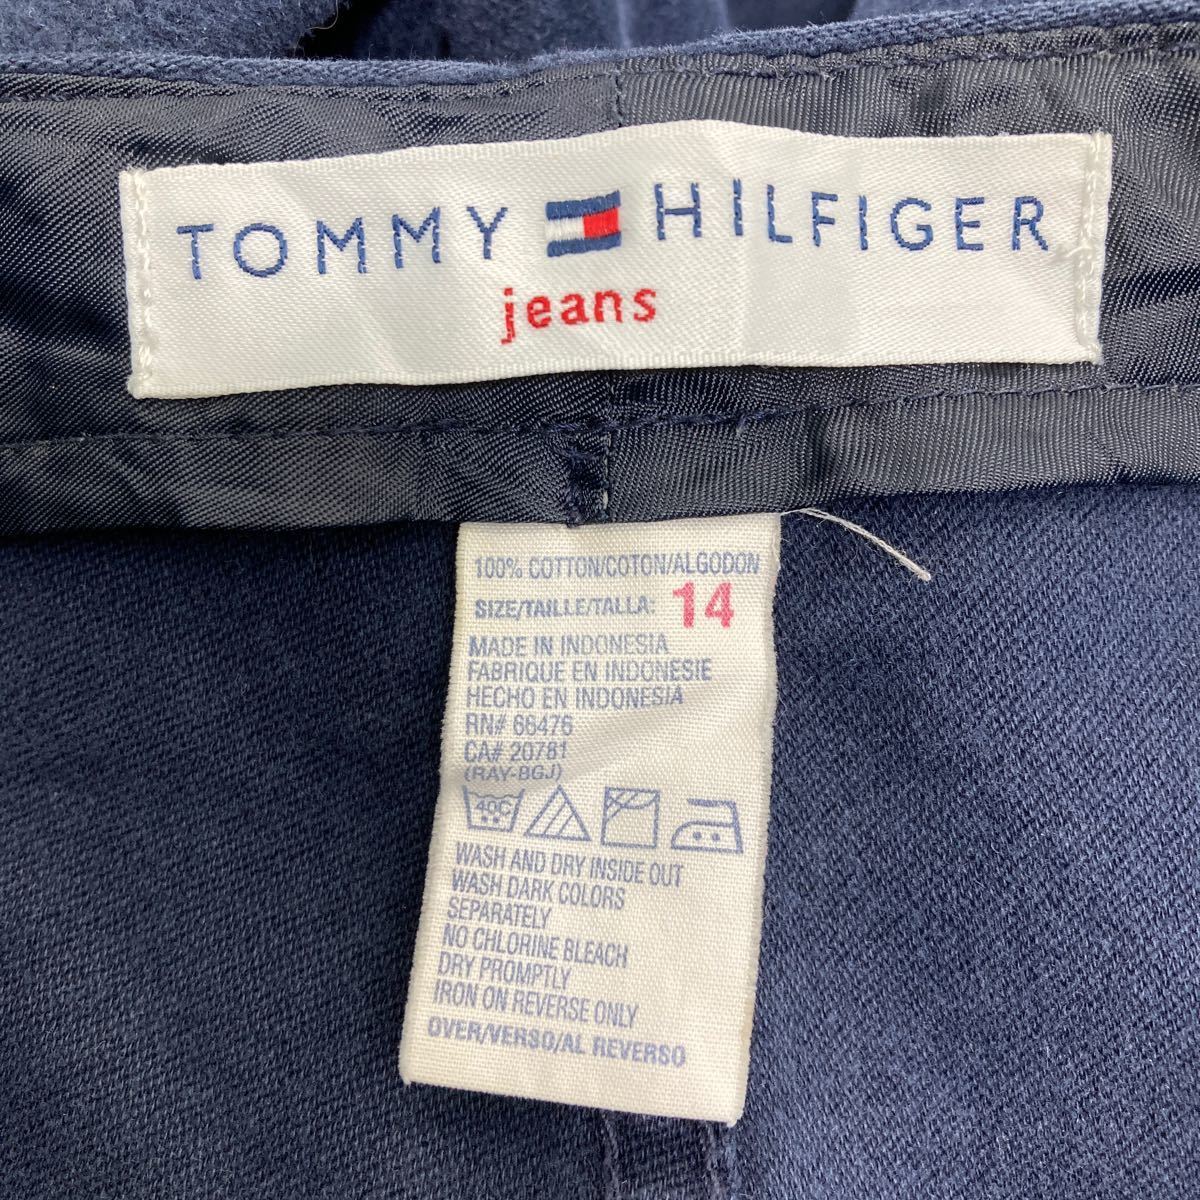 TOMMY HILFIGER
jeans
100% COTTON/COTON/ALGODON
SIZE/TAILLE/TALLA: 14
MADE IN INDONESIA
FABRIQUE EN INDONESIE
HECHO EN INDONESIA
RN# 66476
CA# 20781
(RAY-BGJ)
40C
WASH AND DRY INSIDE OUT
WASH DARK COLORS
SEPARATELY
NO CHLORINE BLEACH
DRY PROMPTLY
IRON ON REVERSE ONLY
OVER/VERSO/AL REVERSO